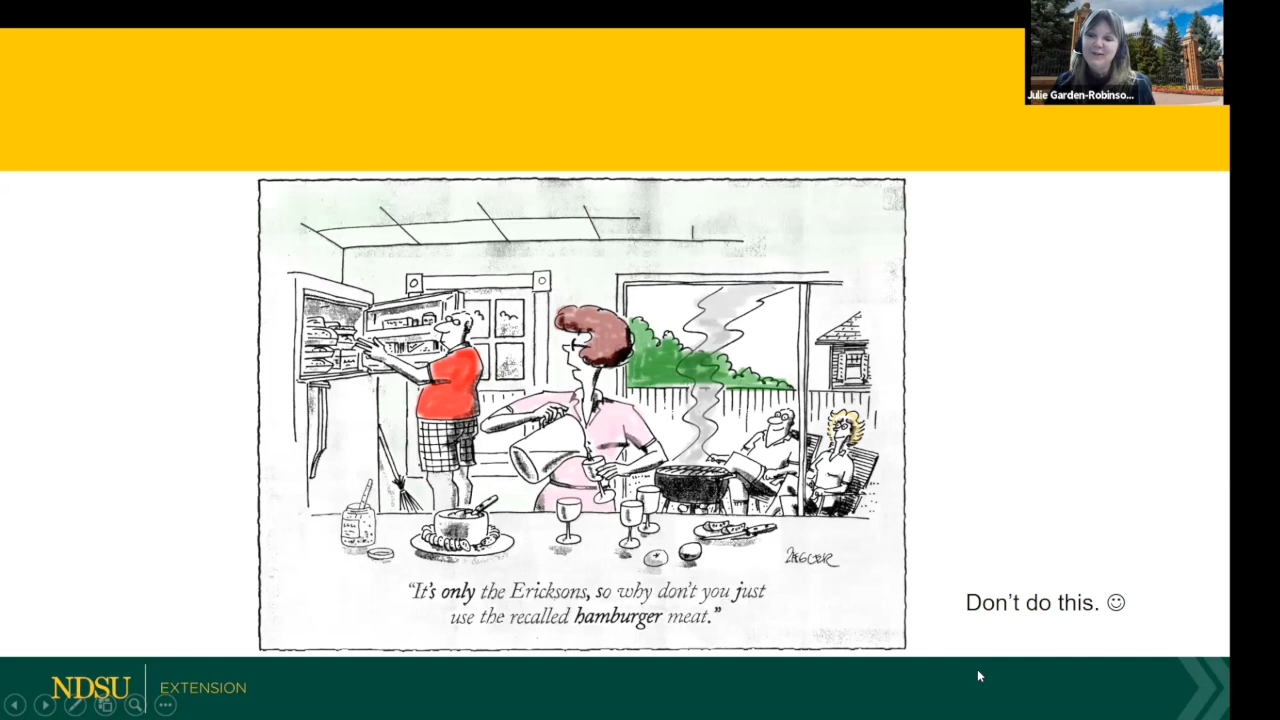 Julie Garden-Robinso...
ZIEGLER
“It's only the Ericksons, so why don't you just
use the recalled hamburger meat.”
Don't do this. ☺
NDSU EXTENSION